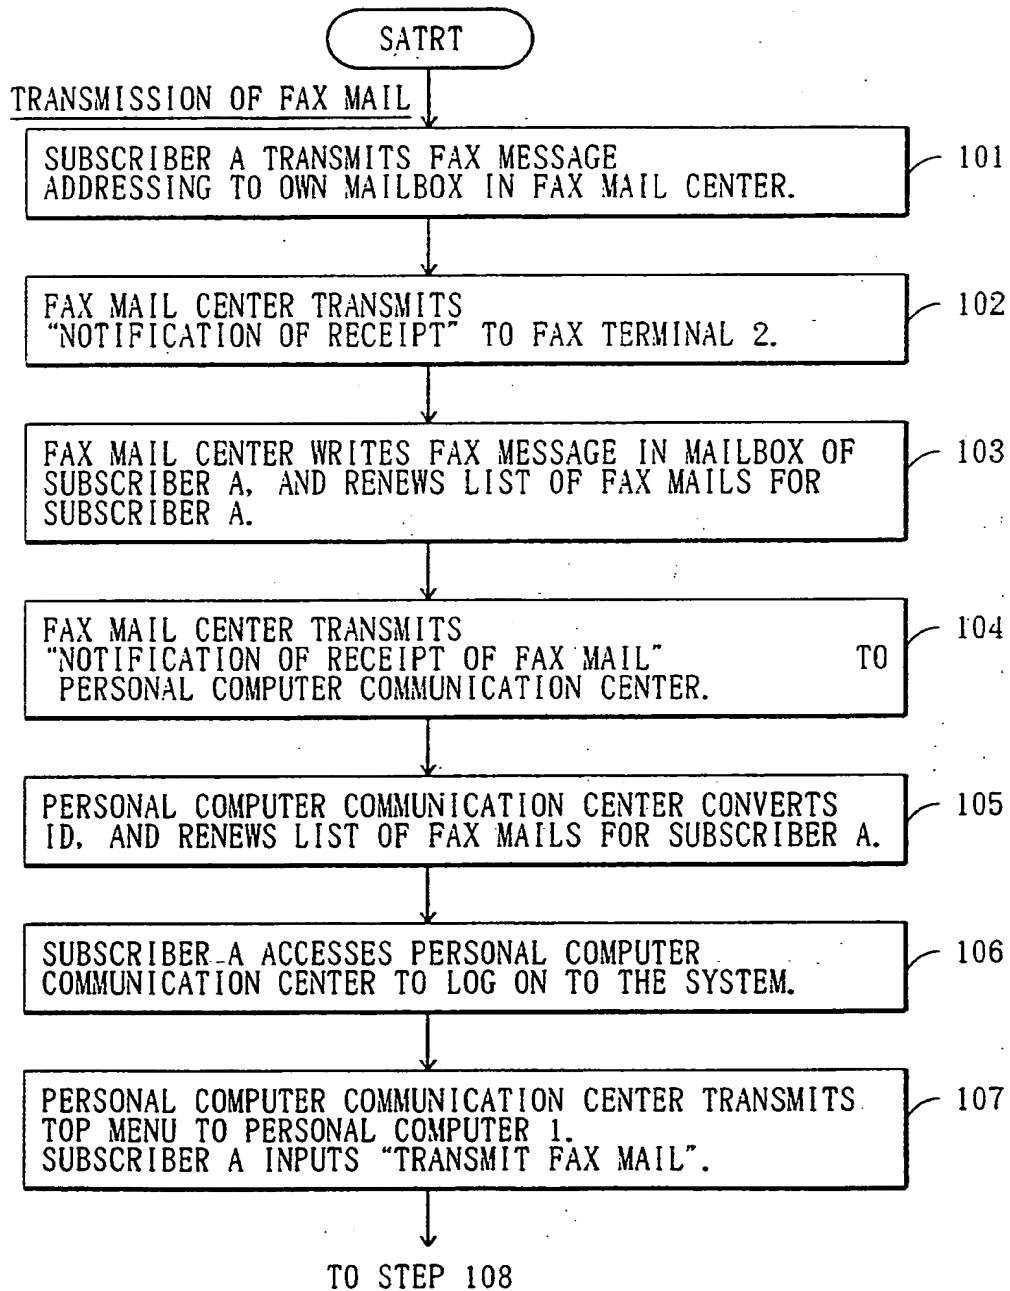 SATRT
TRANSMISSION OF FAX MAIL
SUBSCRIBER A TRANSMITS FAX MESSAGE
ADDRESSING TO OWN MAILBOX IN FAX MAIL CENTER.
101
FAX MAIL CENTER TRANSMITS
"NOTIFICATION OF RECEIPT" TO FAX TERMINAL 2.
102
FAX MAIL CENTER WRITES FAX MESSAGE IN MAILBOX OF
SUBSCRIBER A, AND RENEWS LIST OF FAX MAILS FOR
SUBSCRIBER A.
103
FAX MAIL CENTER TRANSMITS
"NOTIFICATION OF RECEIPT OF FAX MAIL" TO
PERSONAL COMPUTER COMMUNICATION CENTER.
104
PERSONAL COMPUTER COMMUNICATION CENTER CONVERTS
ID, AND RENEWS LIST OF FAX MAILS FOR SUBSCRIBER A.
105
SUBSCRIBER A ACCESSES PERSONAL COMPUTER
COMMUNICATION CENTER TO LOG ON TO THE SYSTEM.
106
PERSONAL COMPUTER COMMUNICATION CENTER TRANSMITS
TOP MENU TO PERSONAL COMPUTER 1.
SUBSCRIBER A INPUTS "TRANSMIT FAX MAIL".
107
TO STEP 108